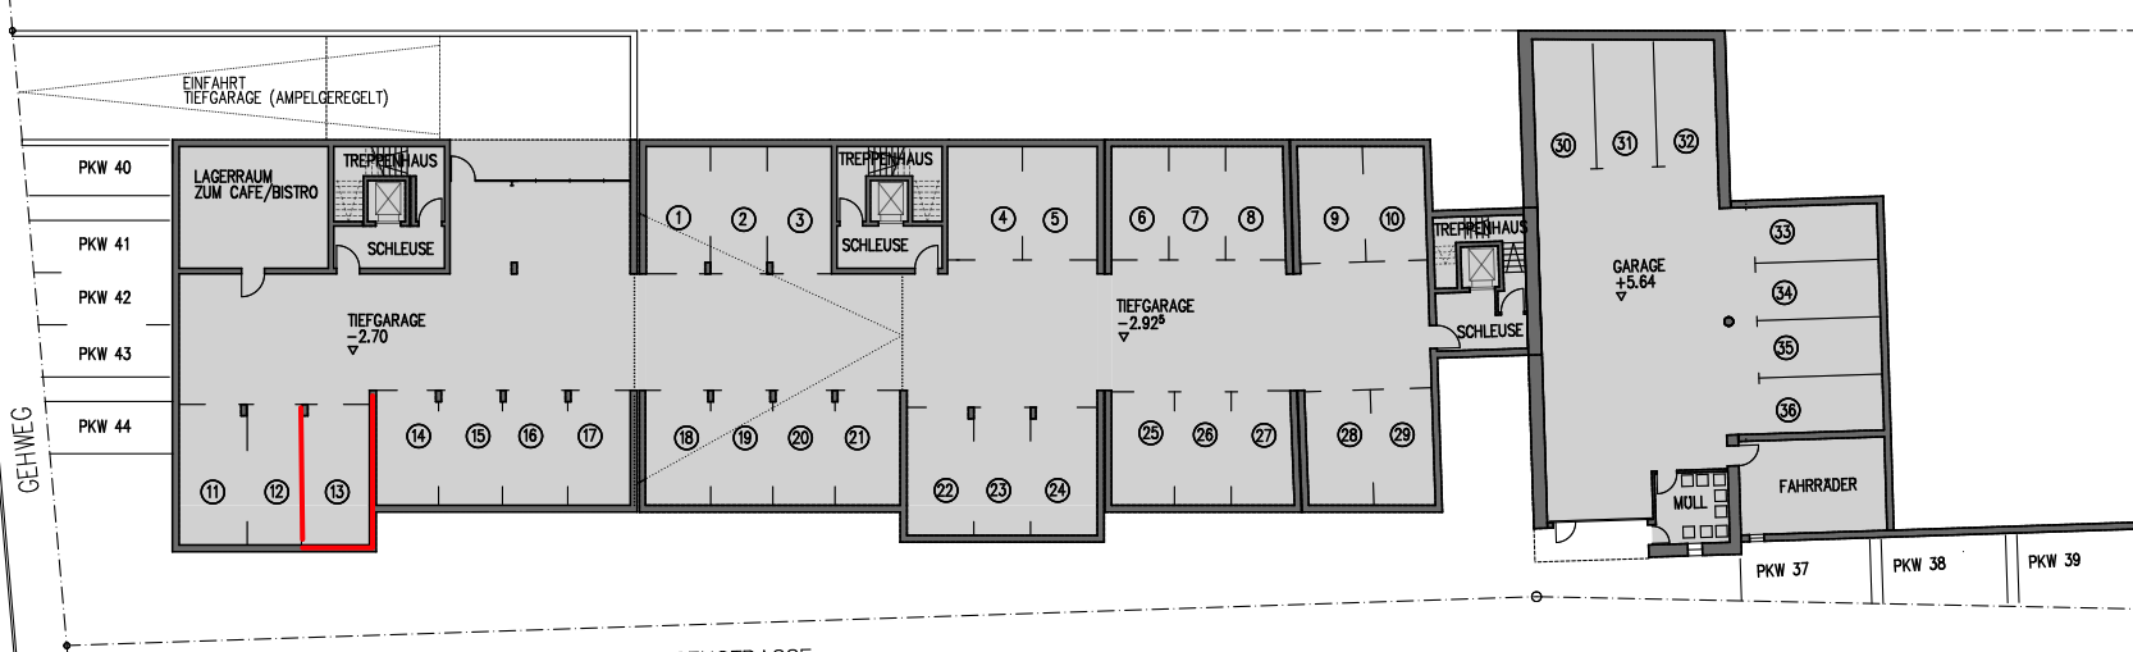 EINFAHRT
TIEFGARAGE (AMPELGEREGELT)
PKW 40
PKW 41
PKW 42
PKW 43
PKW 44
GEHWEG
LAGERRAUM
ZUM CAFE/BISTRO
TREPPENHAUS
SCHLEUSE
TIEFGARAGE
-2.70
1
2
3
TREPPENHAUS
SCHLEUSE
4
5
6
7
8
9
10
TIEFGARAGE
-2.92⁵
TREPPENHAUS
SCHLEUSE
11
12
13
14
15
16
17
18
19
20
21
22
23
24
25
26
27
28
29
30
31
32
GARAGE
+5.64
33
34
35
36
MÜLL
FAHRRÄDER
PKW 37
PKW 38
PKW 39